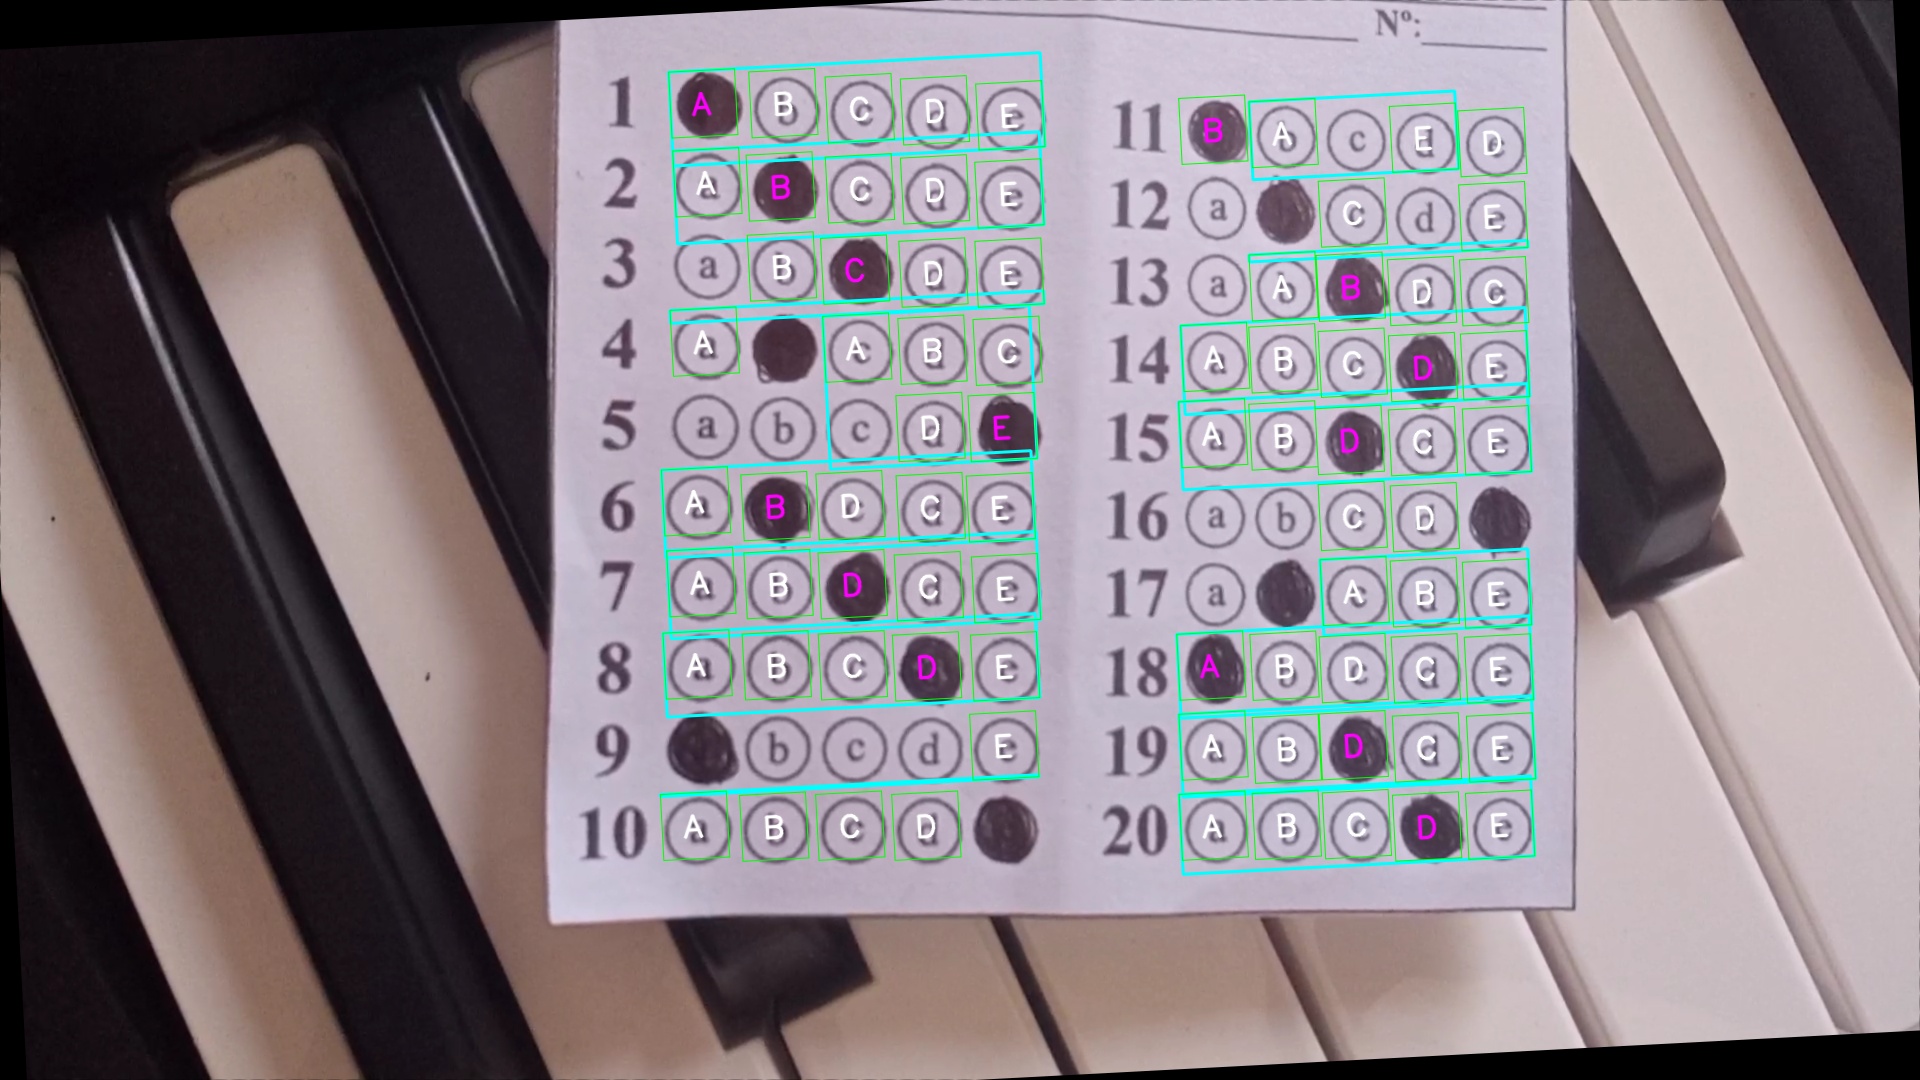 Nº:
1 A B C D E
2 A B C D E
3 a B C D E
4 A A B C
5 a b c D E
6 A B D C E
7 A B D C E
8 A B C D E
9 b c d E
10 A B C D
11 B A c E D
12 a C d E
13 a A B D C
14 A B C D E
15 A B D C E
16 a b C D
17 a A B E
18 A B D C E
19 A B D C E
20 A B C D E